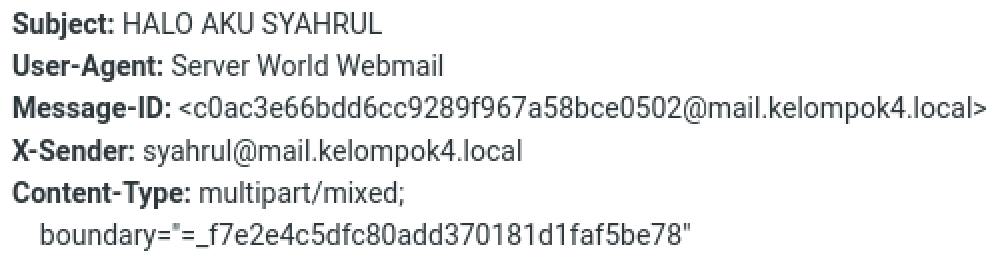 Subject: HALO AKU SYAHRUL
User-Agent: Server World Webmail
Message-ID: <c0ac3e66bdd6cc9289f967a58bce0502@mail.kelompok4.local>
X-Sender: syahrul@mail.kelompok4.local
Content-Type: multipart/mixed;
boundary="=_f7e2e4c5dfc80add370181d1faf5be78"